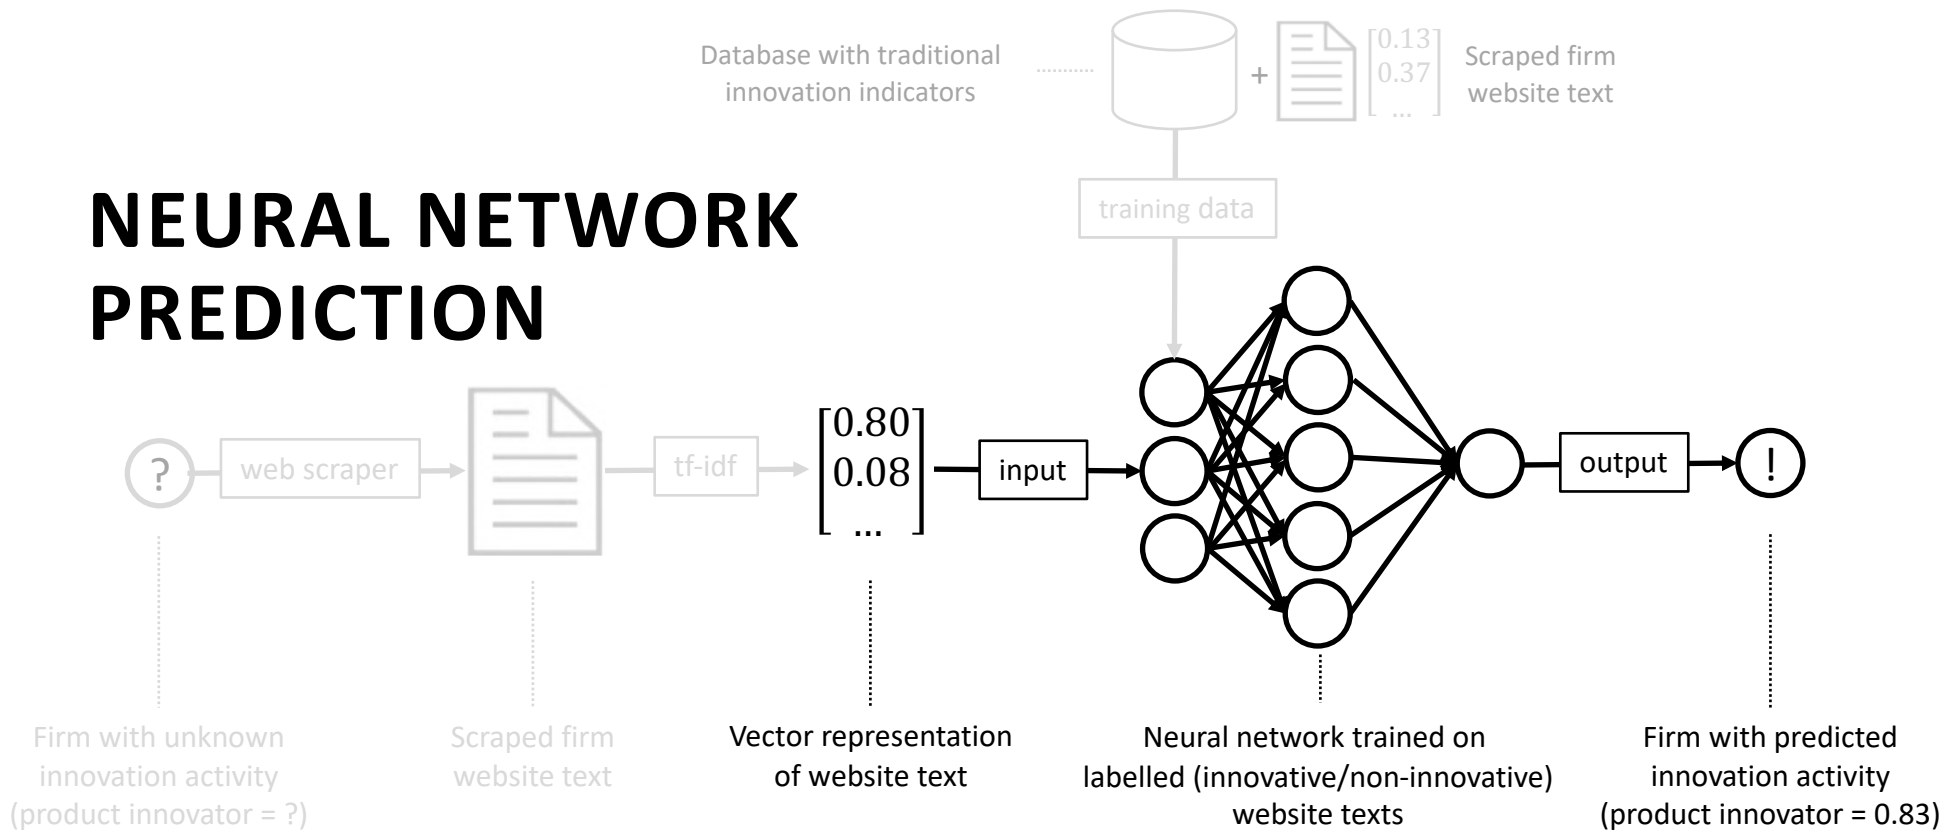 Database with traditional
innovation indicators
+
[0.13]
0.37
...
Scraped firm
website text
training data
NEURAL NETWORK
PREDICTION
?
web scraper
tf-idf
[0.80]
0.08
...
input
output
!
Firm with unknown
innovation activity
(product innovator = ?)
Scraped firm
website text
Vector representation
of website text
Neural network trained on
labelled (innovative/non-innovative)
website texts
Firm with predicted
innovation activity
(product innovator = 0.83)